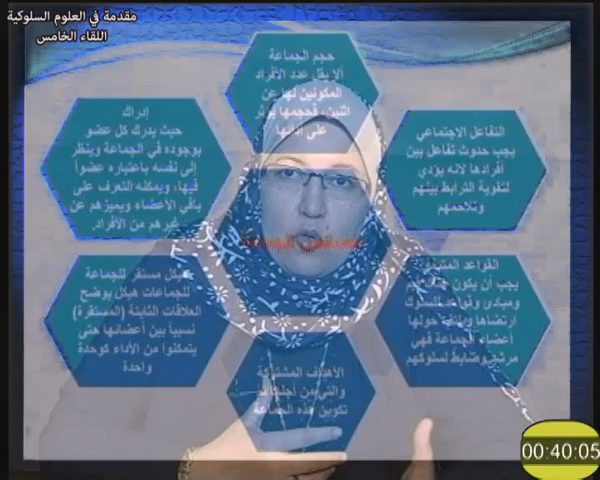 مقدمة في العلوم السلوكية
اللقاء الخامس
حجم الجماعة
ألا يقل عدد الأفراد
المكونين لها عن
اثنين، فحجمها يؤثر
على أدائها
إدراك
حيث يدرك كل عضو
بوجوده في الجماعة وينظر
إلى نفسه باعتباره عضواً
فيها، ويمكنه التعرف على
باقي الأعضاء ويميزهم عن
غيرهم من الأفراد.
التفاعل الاجتماعي
يجب حدوث تفاعل بين
أفرادها لأنه يؤدي
لتقوية الترابط بينهم
وتلاحمهم
هيكل مستقر للجماعة
للجماعات هيكل يوضح
العلاقات الثابتة (المستقرة)
نسبياً بين أعضائها حتى
يتمكنوا من الأداء كوحدة
واحدة
القواعد
يجب أن يكون
ومبادئ وقواعد للسلوك
ارتضاها حولها
أعضاء الجماعة فهي
مرشد وضابط لسلوكهم
الأهداف المشتركة
والتي من أجلها
تكوين هذه الجماعة
00:40:05